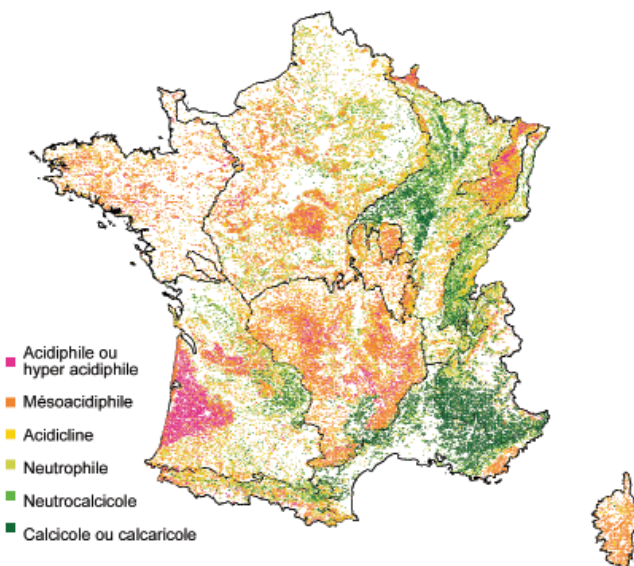 Acidiphile ou
hyper acidiphile
Mésoacidiphile
Acidicline
Neutrophile
Neutrocalcicole
Calcicole ou calcaricole